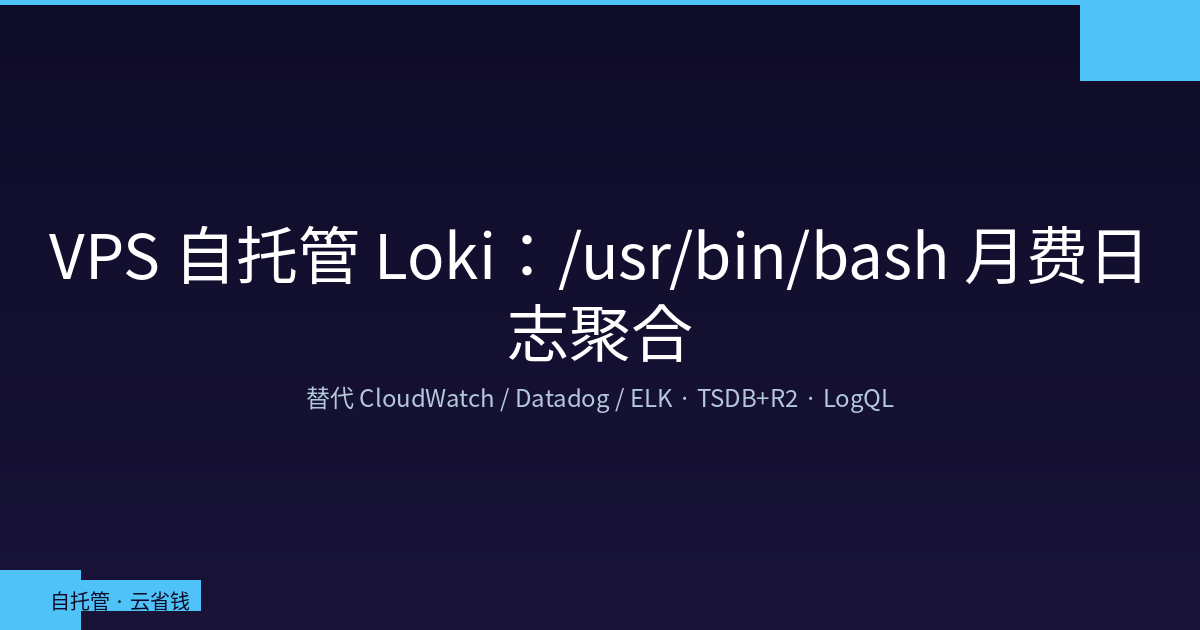 VPS 自托管 Loki：/usr/bin/bash 月费日
志聚合
替代 CloudWatch / Datadog / ELK · TSDB+R2 · LogQL
自托管 · 云省钱